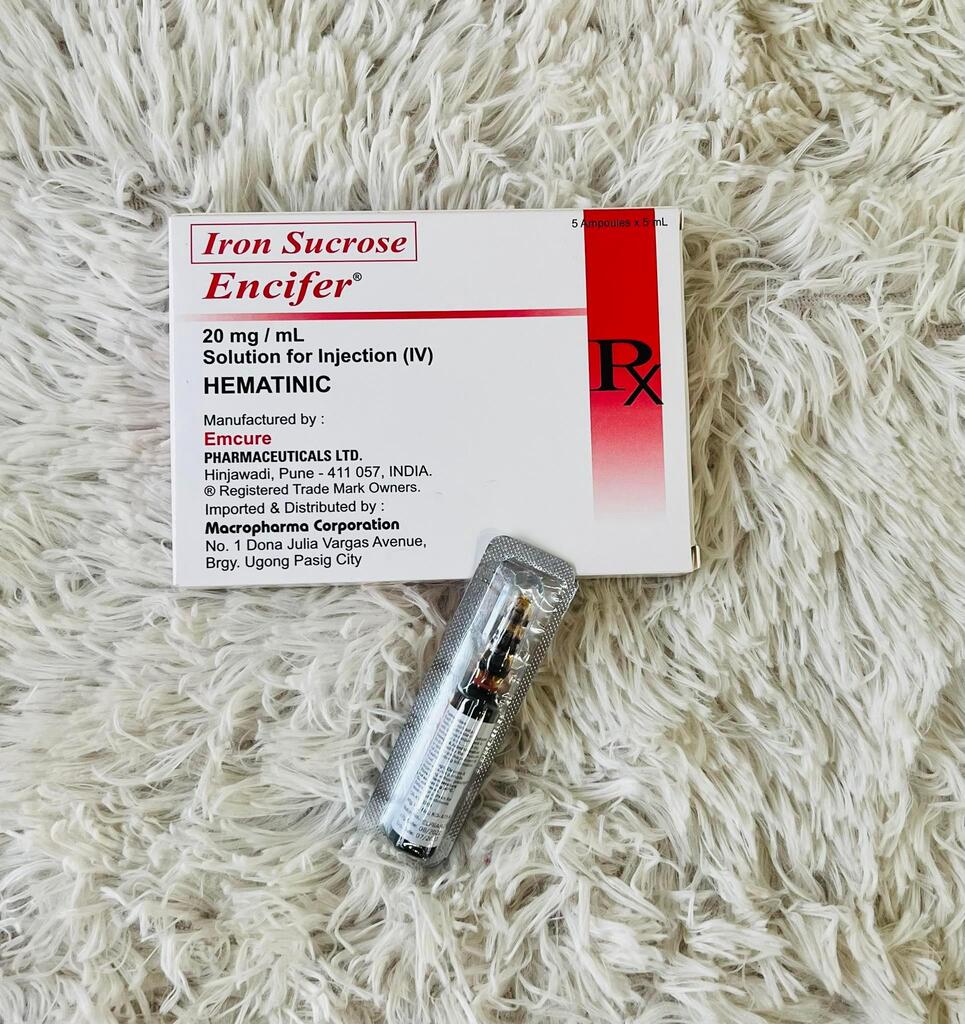 5 Ampoules x 5 mL
Iron Sucrose
Encifer®
20 mg / mL
Solution for Injection (IV)
HEMATINIC
Rx
Manufactured by :
Emcure
PHARMACEUTICALS LTD.
Hinjawadi, Pune - 411 057, INDIA.
® Registered Trade Mark Owners.
Imported & Distributed by :
Macropharma Corporation
No. 1 Dona Julia Vargas Avenue,
Brgy. Ugong Pasig City